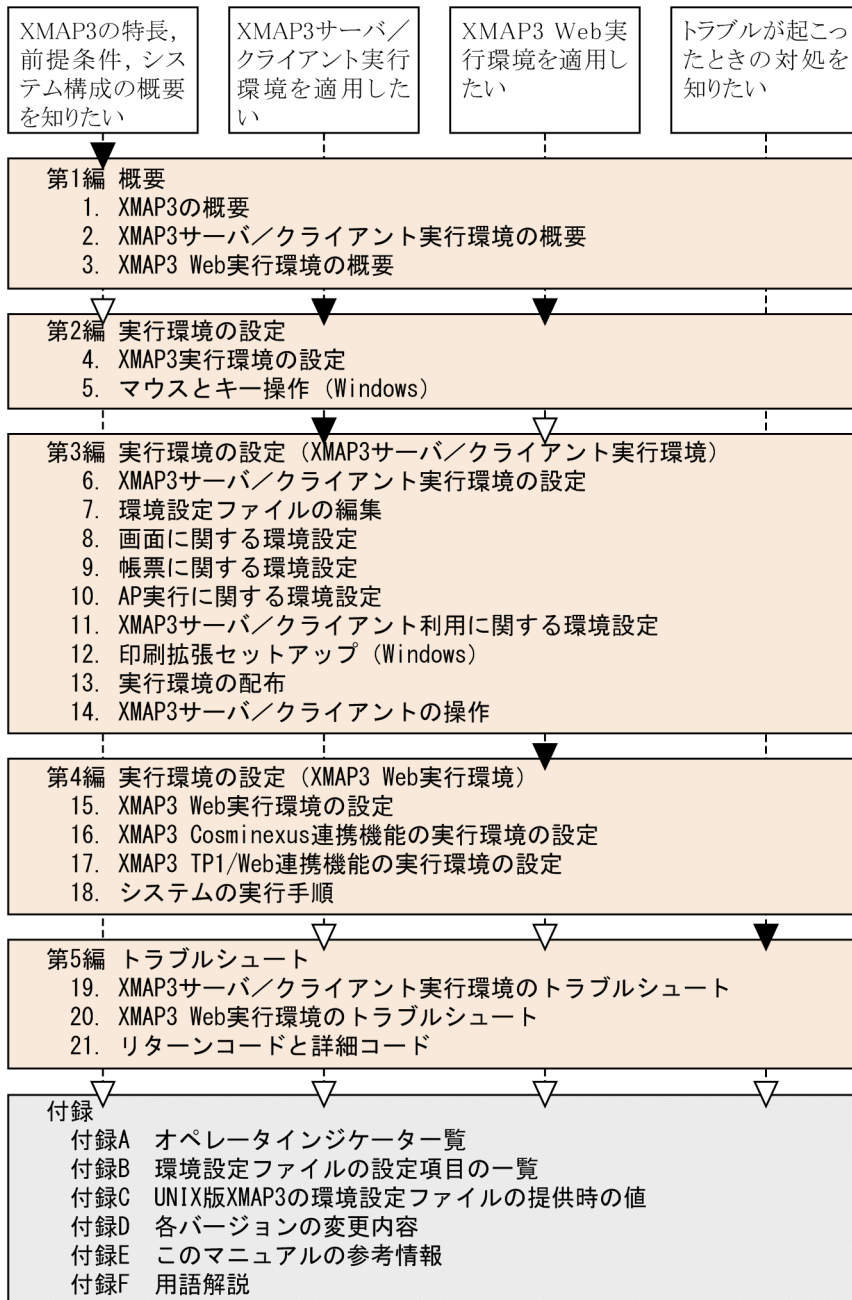 XMAP3の特長，
前提条件，シス
テム構成の概要
を知りたい
XMAP3サーバ／
クライアント実行
環境を適用した
い
XMAP3 Web実
行環境を適用し
たい
トラブルが起こっ
たときの対処を
知りたい
第1編 概要
1. XMAP3の概要
2. XMAP3サーバ／クライアント実行環境の概要
3. XMAP3 Web実行環境の概要
第2編 実行環境の設定
4. XMAP3実行環境の設定
5. マウスとキー操作（Windows）
第3編 実行環境の設定（XMAP3サーバ／クライアント実行環境）
6. XMAP3サーバ／クライアント実行環境の設定
7. 環境設定ファイルの編集
8. 画面に関する環境設定
9. 帳票に関する環境設定
10. AP実行に関する環境設定
11. XMAP3サーバ／クライアント利用に関する環境設定
12. 印刷拡張セットアップ（Windows）
13. 実行環境の配布
14. XMAP3サーバ／クライアントの操作
第4編 実行環境の設定（XMAP3 Web実行環境）
15. XMAP3 Web実行環境の設定
16. XMAP3 Cosminexus連携機能の実行環境の設定
17. XMAP3 TP1/Web連携機能の実行環境の設定
18. システムの実行手順
第5編 トラブルシュート
19. XMAP3サーバ／クライアント実行環境のトラブルシュート
20. XMAP3 Web実行環境のトラブルシュート
21. リターンコードと詳細コード
付録
付録A オペレータインジケーター覧
付録B 環境設定ファイルの設定項目の一覧
付録C UNIX版XMAP3の環境設定ファイルの提供時の値
付録D 各バージョンの変更内容
付録E このマニュアルの参考情報
付録F 用語解説